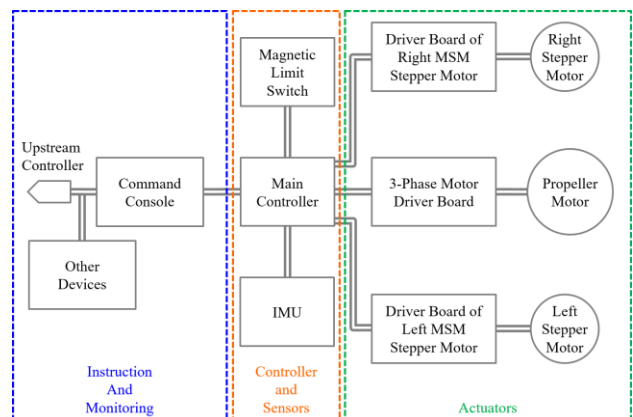 Upstream
Controller
Command
Console
Other
Devices
Instruction
And
Monitoring
Magnetic
Limit
Switch
Main
Controller
IMU
Controller
and
Sensors
Driver Board of
Right MSM
Stepper Motor
Right
Stepper
Motor
3-Phase Motor
Driver Board
Propeller
Motor
Driver Board of
Left MSM
Stepper Motor
Left
Stepper
Motor
Actuators